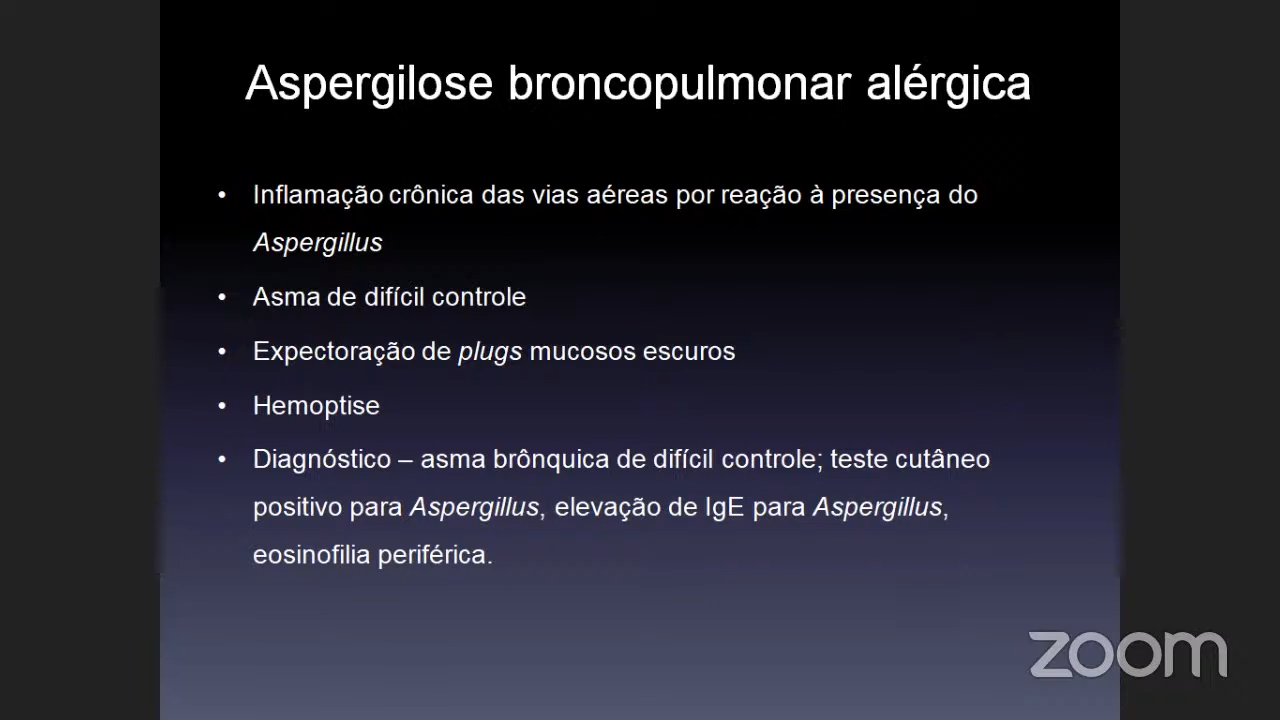 Aspergilose broncopulmonar alérgica
• Inflamação crônica das vias aéreas por reação à presença do
Aspergillus
• Asma de difícil controle
• Expectoração de plugs mucosos escuros
• Hemoptise
• Diagnóstico – asma brônquica de difícil controle; teste cutâneo
positivo para Aspergillus, elevação de IgE para Aspergillus,
eosinofilia periférica.
zoom